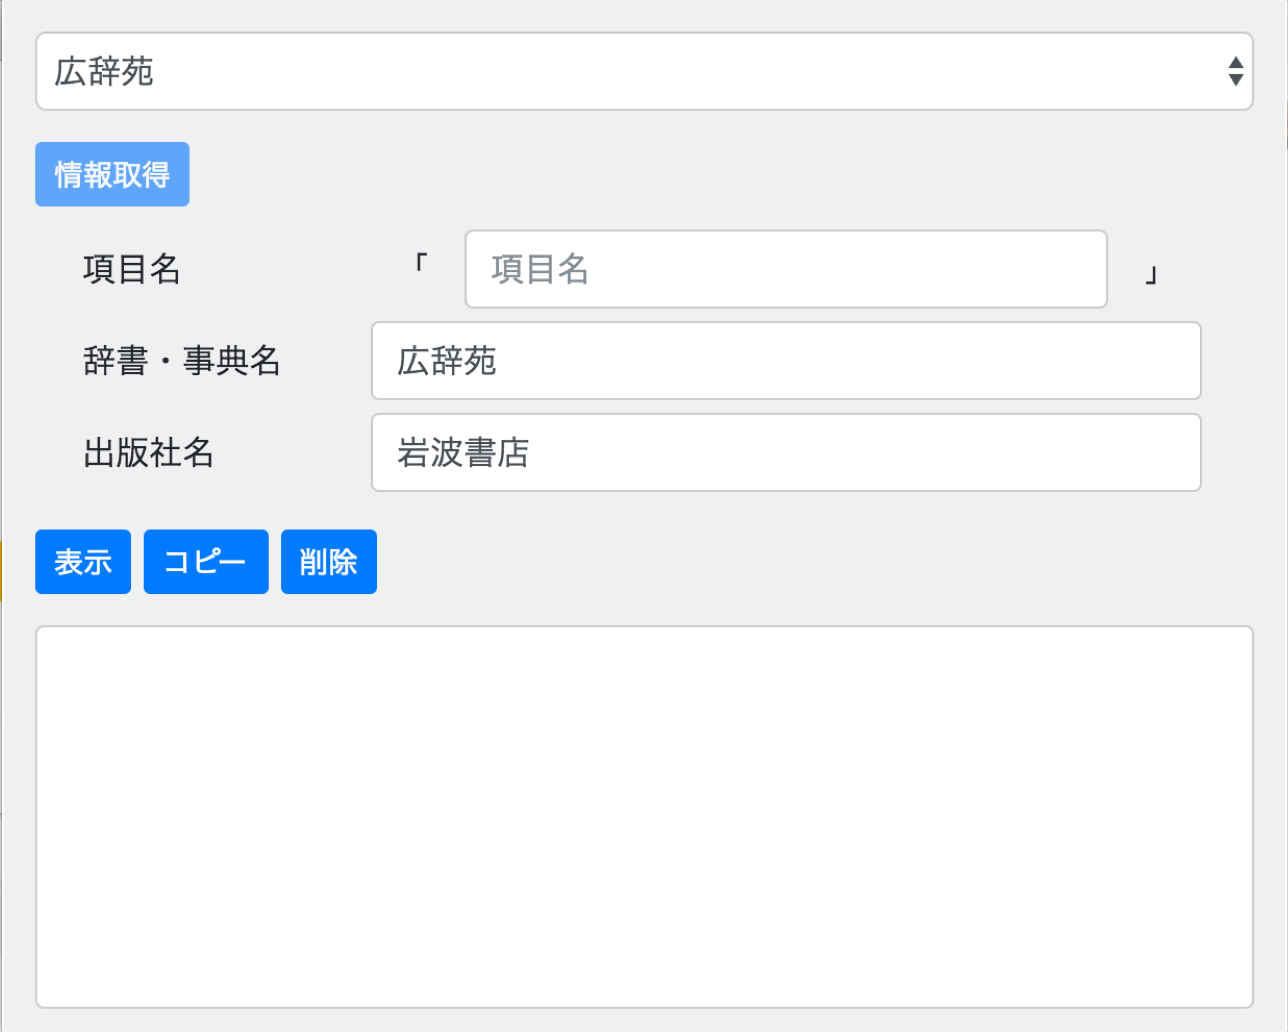 広辞苑
情報取得
項目名 「 項目名 」
辞書・事典名 広辞苑
出版社名 岩波書店
表示 コピー 削除